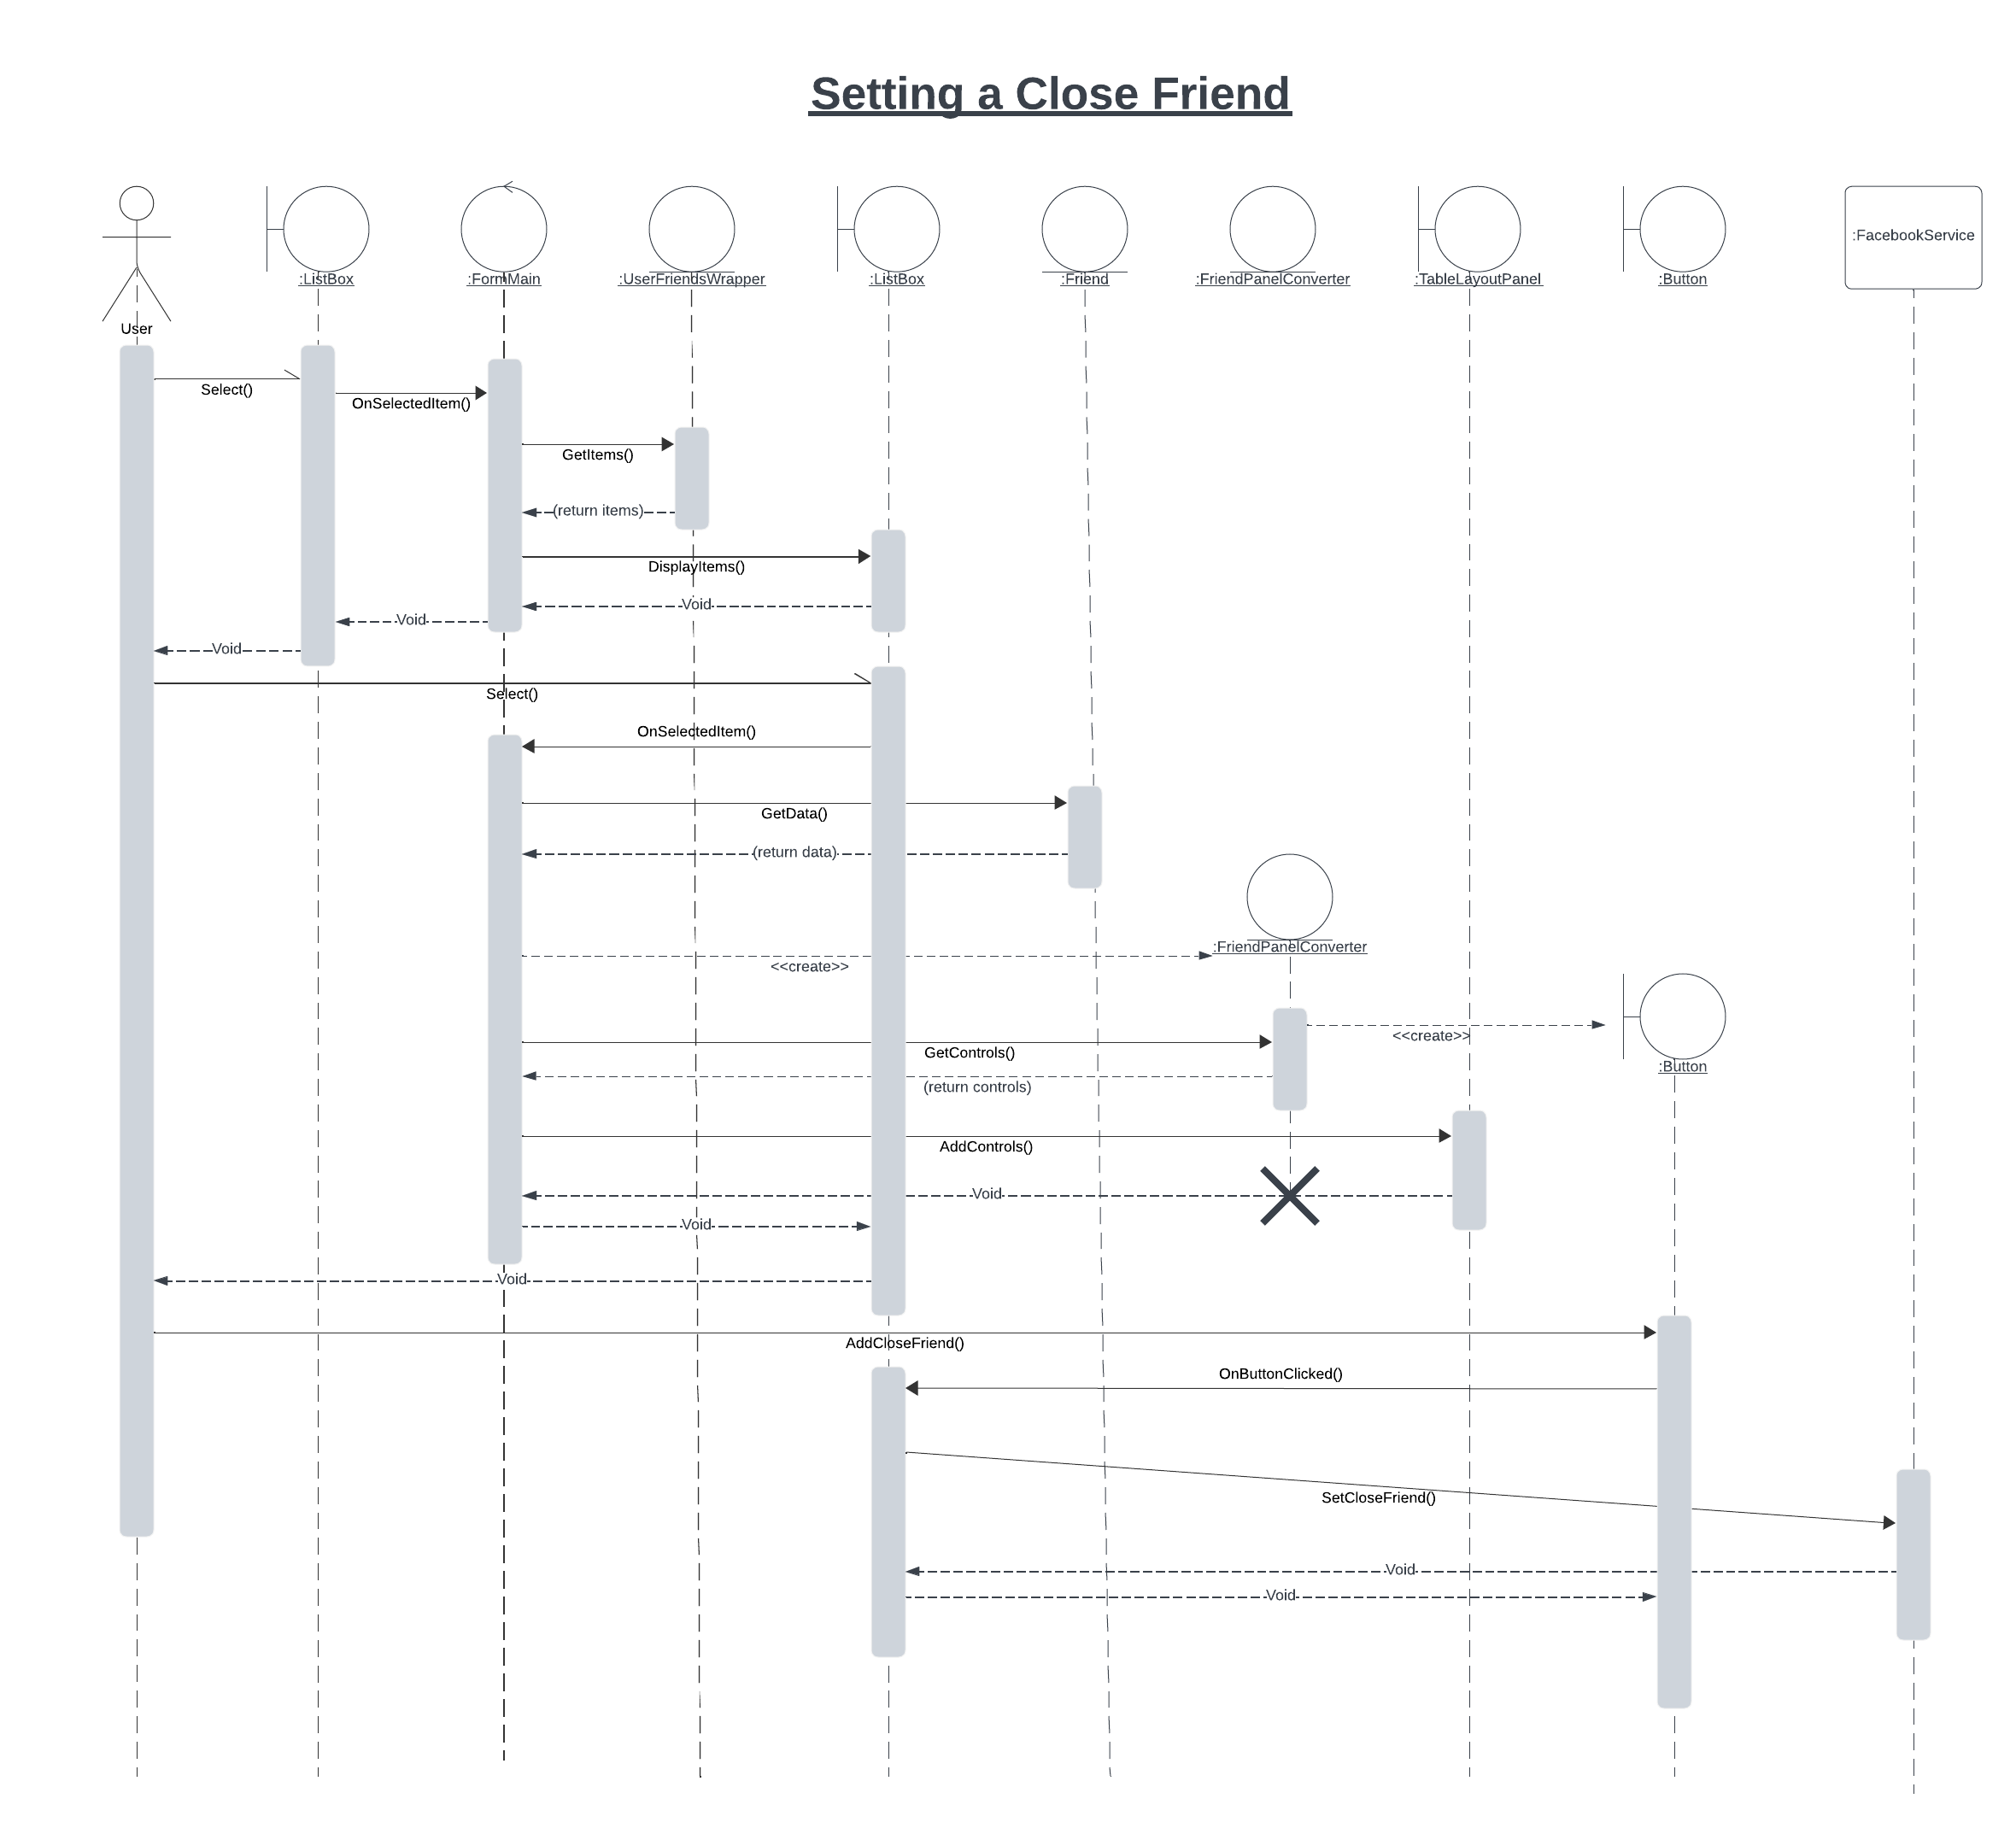 Setting a Close Friend
:FacebookService
:ListBox
:FormMain
:UserFriendsWrapper
:ListBox
:Friend
:FriendPanelConverter
:TableLayoutPanel
:Button
User
Select()
OnSelectedItem()
GetItems()
(return items)
DisplayItems()
Void
Void
Void
Select()
OnSelectedItem()
GetData()
(return data)
:FriendPanelConverter
<<create>>
<<create>>
GetControls()
:Button
(return controls)
AddControls()
Void
Void
Void
AddCloseFriend()
OnButtonClicked()
SetCloseFriend()
Void
Void